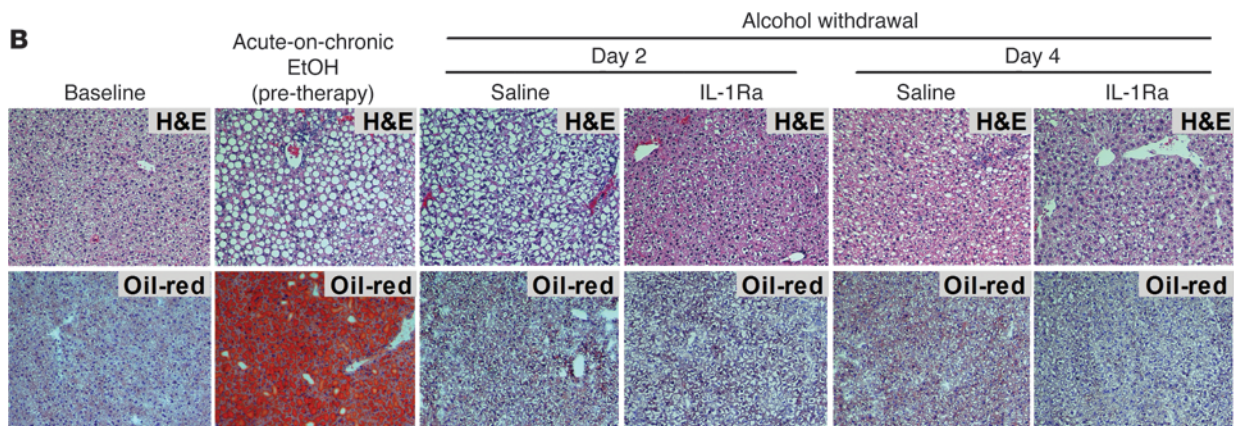 B
Alcohol withdrawal
Acute-on-chronic
EtOH
(pre-therapy)
Day 2
Day 4
Baseline
Saline
IL-1Ra
Saline
IL-1Ra
H&E
H&E
H&E
H&E
H&E
H&E
Oil-red
Oil-red
Oil-red
Oil-red
Oil-red
Oil-red